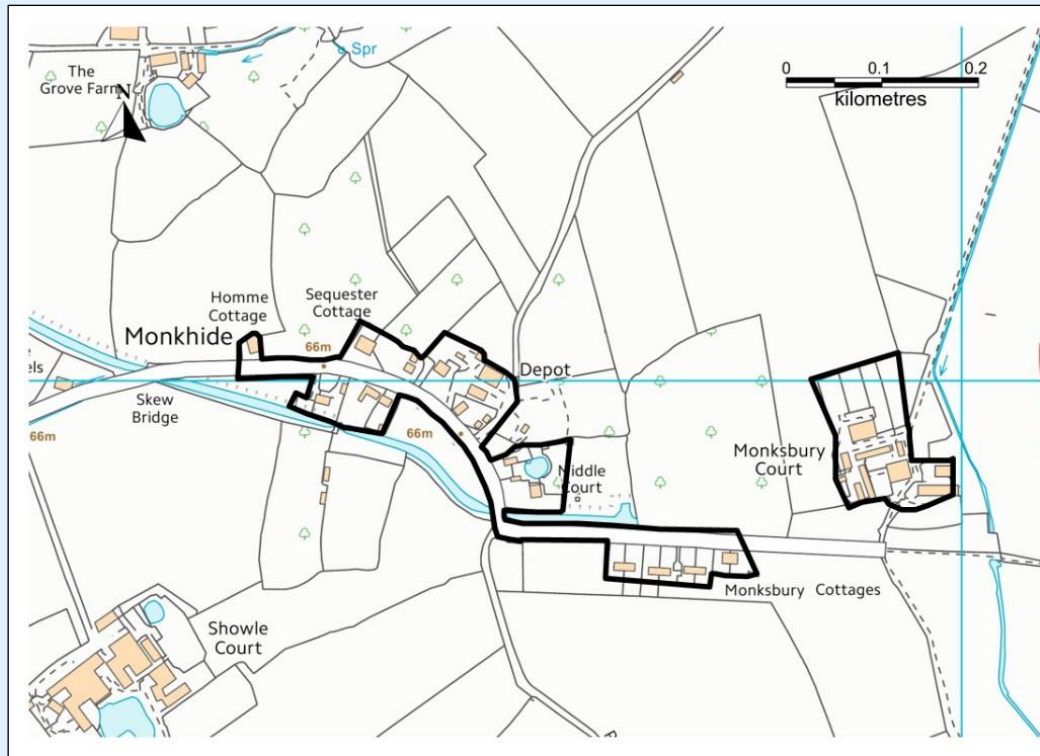 Spr
The
Grove Farm
N
0 0.1 0.2
kilometres
Homme
Cottage
Sequester
Cottage
Monkhide
66m
Depot
els
Skew
Bridge
66m
66m
Monksbury
Court
Middle
Court
Monksbury Cottages
Showle
Court